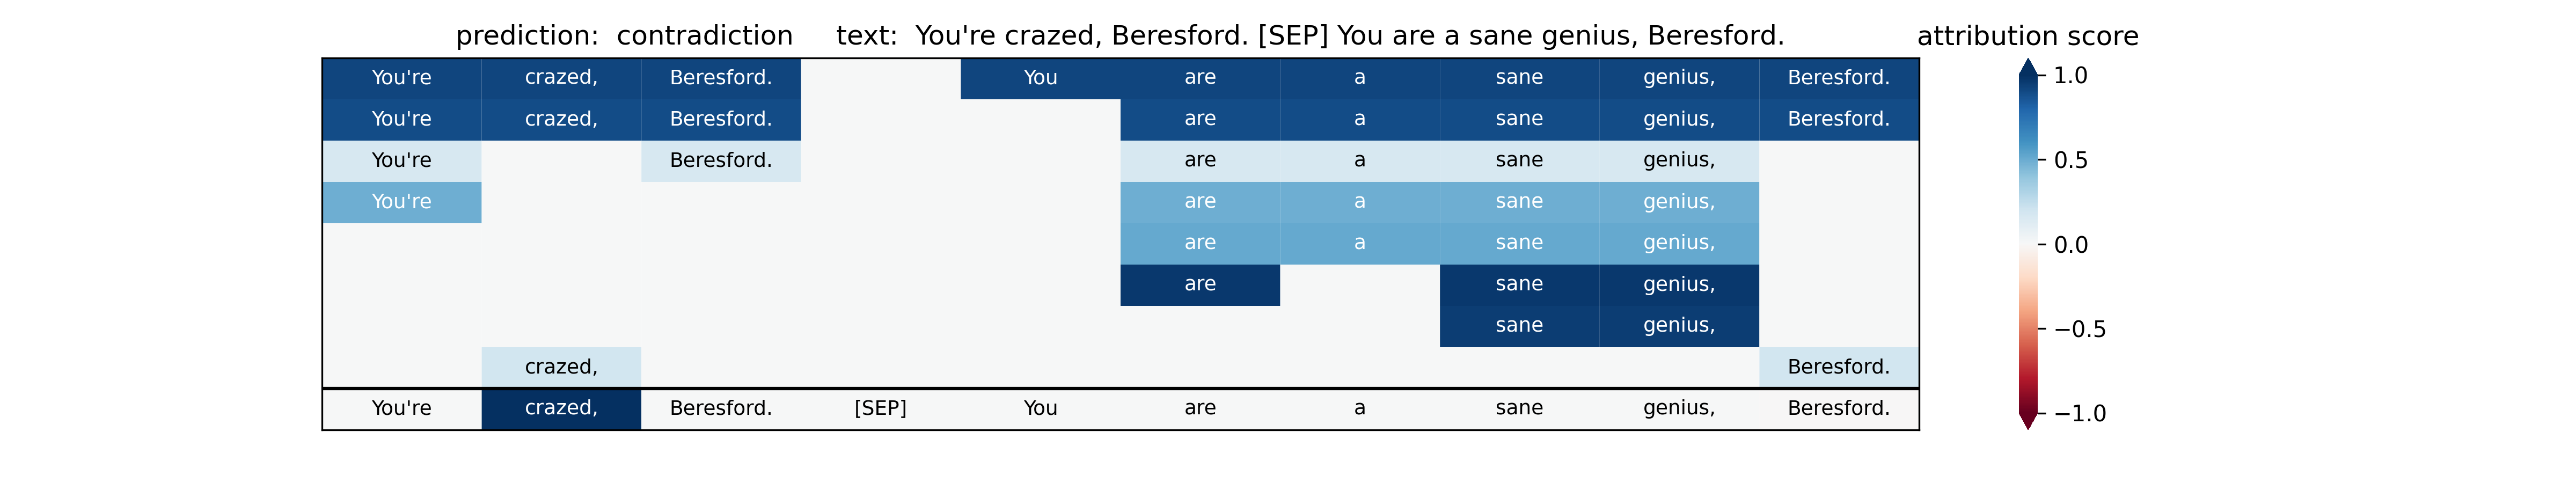 prediction: contradiction text: You're crazed, Beresford. [SEP] You are a sane genius, Beresford. attribution score
You're crazed, Beresford. You are a sane genius, Beresford. 1.0
You're crazed, Beresford. are a sane genius, Beresford.
You're Beresford. are a sane genius, 0.5
You're are a sane genius,
are a sane genius, 0.0
are sane genius,
sane genius, −0.5
crazed, Beresford.
You're crazed, Beresford. [SEP] You are a sane genius, Beresford. −1.0